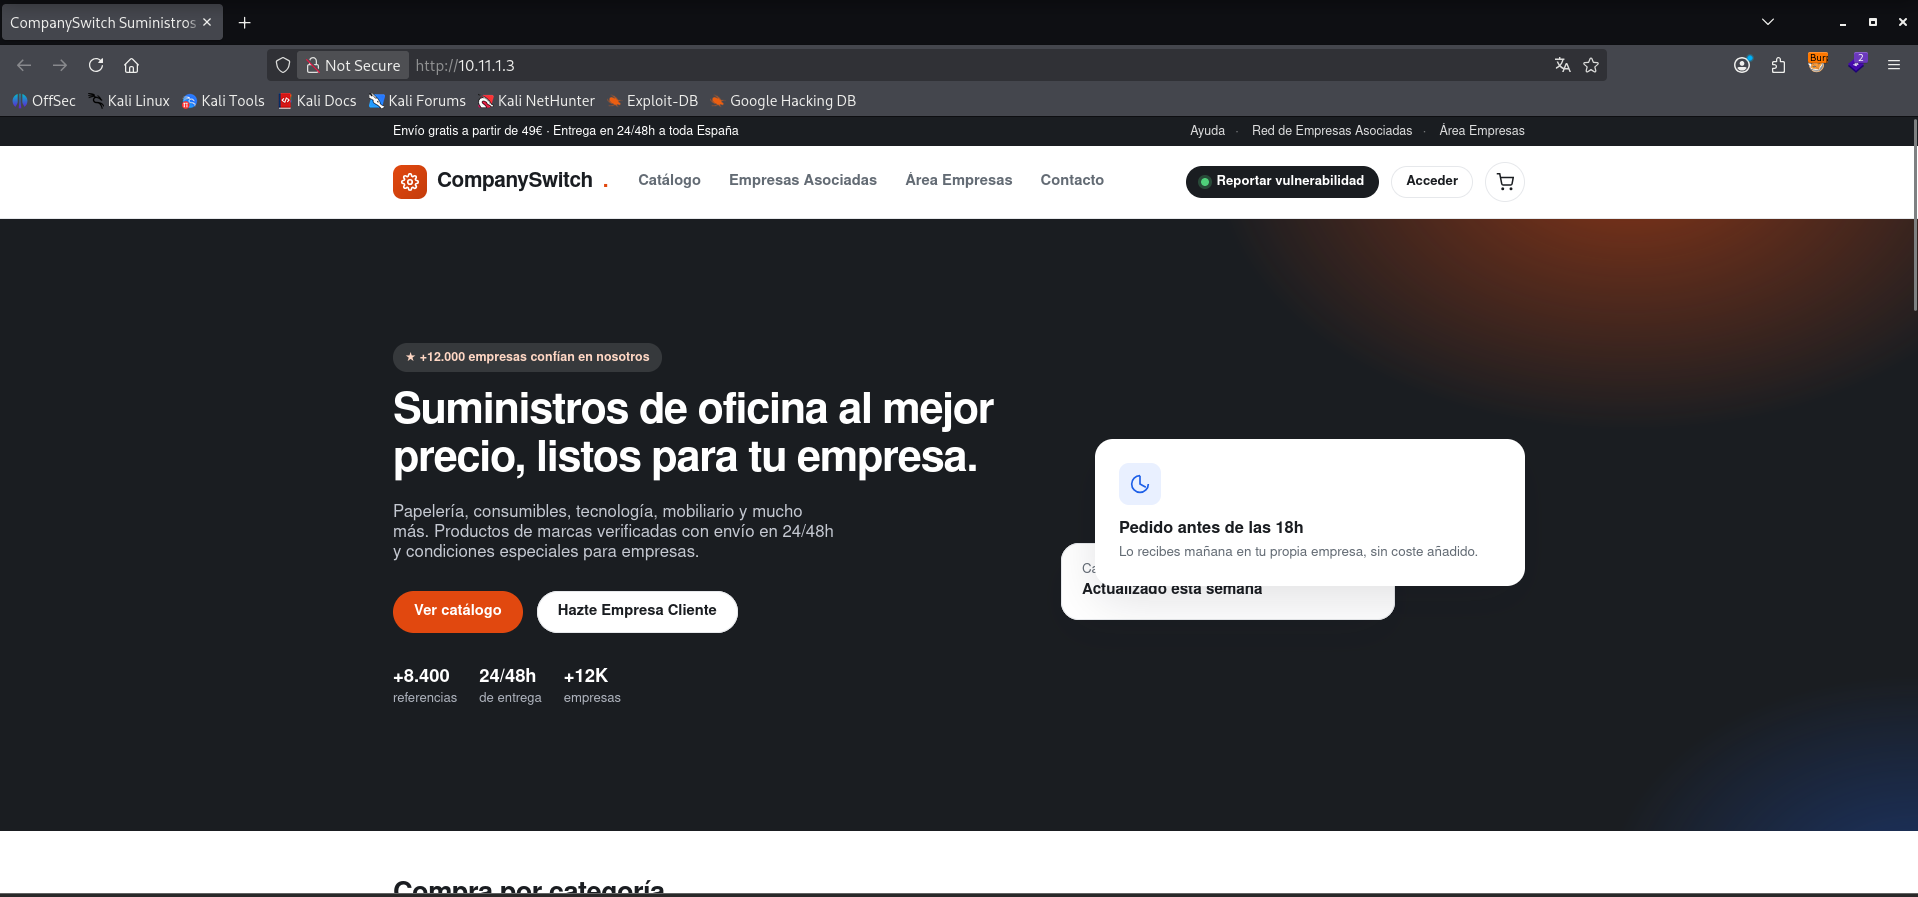 CompanySwitch Suministros
Not Secure http://10.11.1.3
Burp
2
OffSec Kali Linux Kali Tools Kali Docs Kali Forums Kali NetHunter Exploit-DB Google Hacking DB
Envío gratis a partir de 49€ · Entrega en 24/48h a toda España
Ayuda · Red de Empresas Asociadas · Área Empresas
CompanySwitch .
Catálogo Empresas Asociadas Área Empresas Contacto
Reportar vulnerabilidad
Acceder
★ +12.000 empresas confían en nosotros
Suministros de oficina al mejor
precio, listos para tu empresa.
Papelería, consumibles, tecnología, mobiliario y mucho
más. Productos de marcas verificadas con envío en 24/48h
y condiciones especiales para empresas.
Ver catálogo
Hazte Empresa Cliente
+8.400 24/48h +12K
referencias de entrega empresas
Pedido antes de las 18h
Lo recibes mañana en tu propia empresa, sin coste añadido.
Actualizado esta semana
Compra por categoría